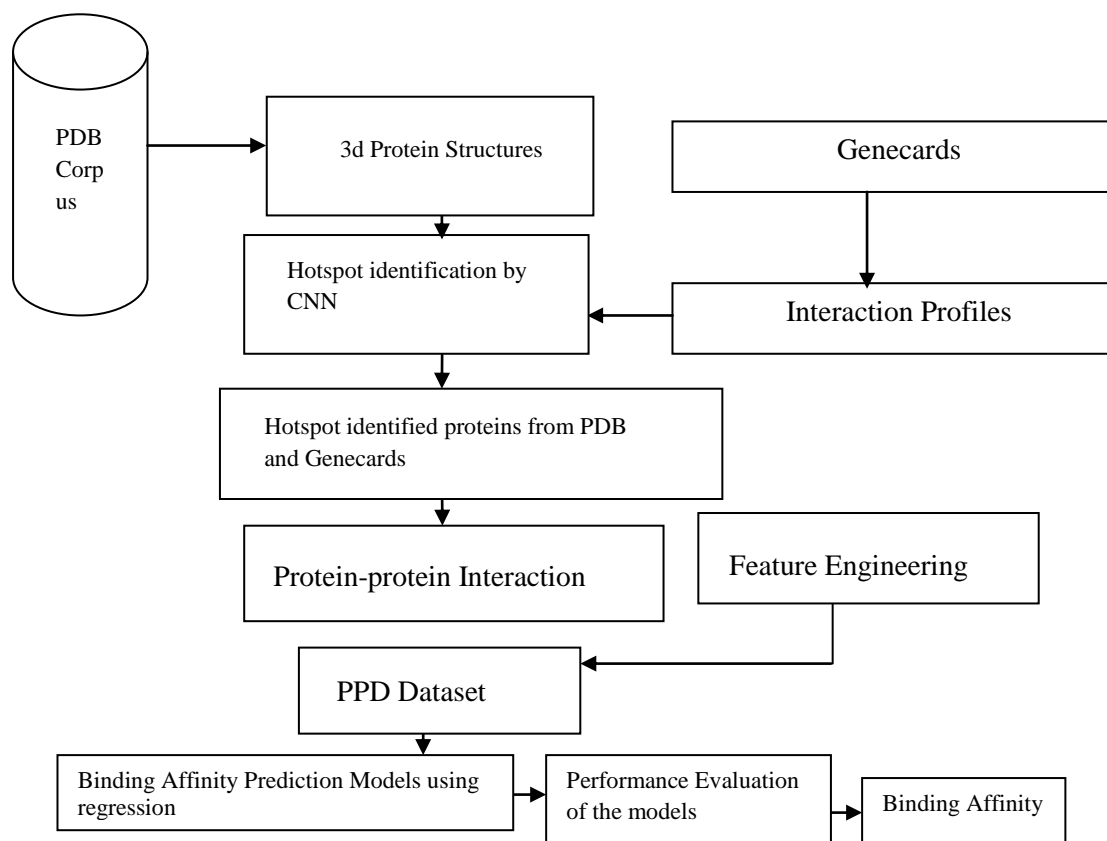 PDB
Corp
us
3d Protein Structures
Genecards
Hotspot identification by
CNN
Interaction Profiles
Hotspot identified proteins from PDB
and Genecards
Protein-protein Interaction
Feature Engineering
PPD Dataset
Binding Affinity Prediction Models using
regression
Performance Evaluation
of the models
Binding Affinity